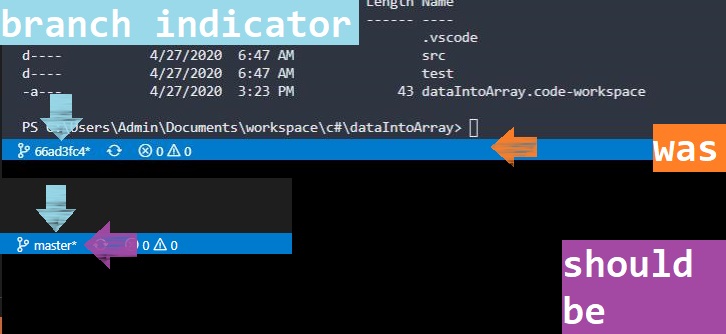 branch indicator
Length Name
------ ----
.vscode
d---- 4/27/2020 6:47 AM src
d---- 4/27/2020 6:47 AM test
-a--- 4/27/2020 3:23 PM 43 dataIntoArray.code-workspace
PS C:\Users\Admin\Documents\workspace\c#\dataIntoArray>
66ad3fc4* 0 0
was
master* 0 0
should
be